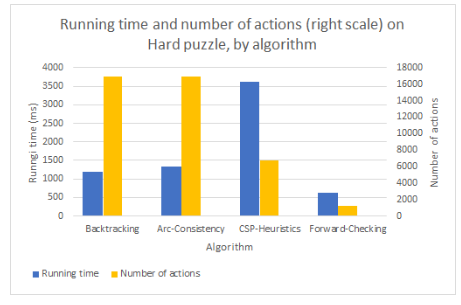 Running time and number of actions (right scale) on
Hard puzzle, by algorithm
4000
3500
3000
2500
2000
1500
1000
500
0
Runngi time (ms)
18000
16000
14000
12000
10000
8000
6000
4000
2000
0
Number of actions
Backtracking Arc-Consistency CSP-Heuristics Forward-Checking
Algorithm
Running time Number of actions